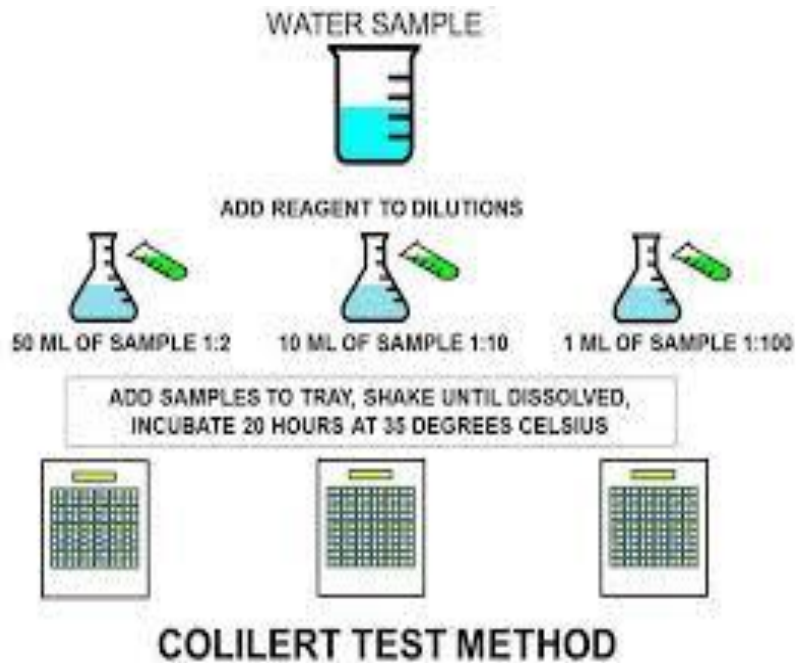 WATER SAMPLE
ADD REAGENT TO DILUTIONS
50 ML OF SAMPLE 1:2
10 ML OF SAMPLE 1:10
1 ML OF SAMPLE 1:100
ADD SAMPLES TO TRAY, SHAKE UNTIL DISSOLVED,
INCUBATE 20 HOURS AT 35 DEGREES CELSIUS
COLILERT TEST METHOD